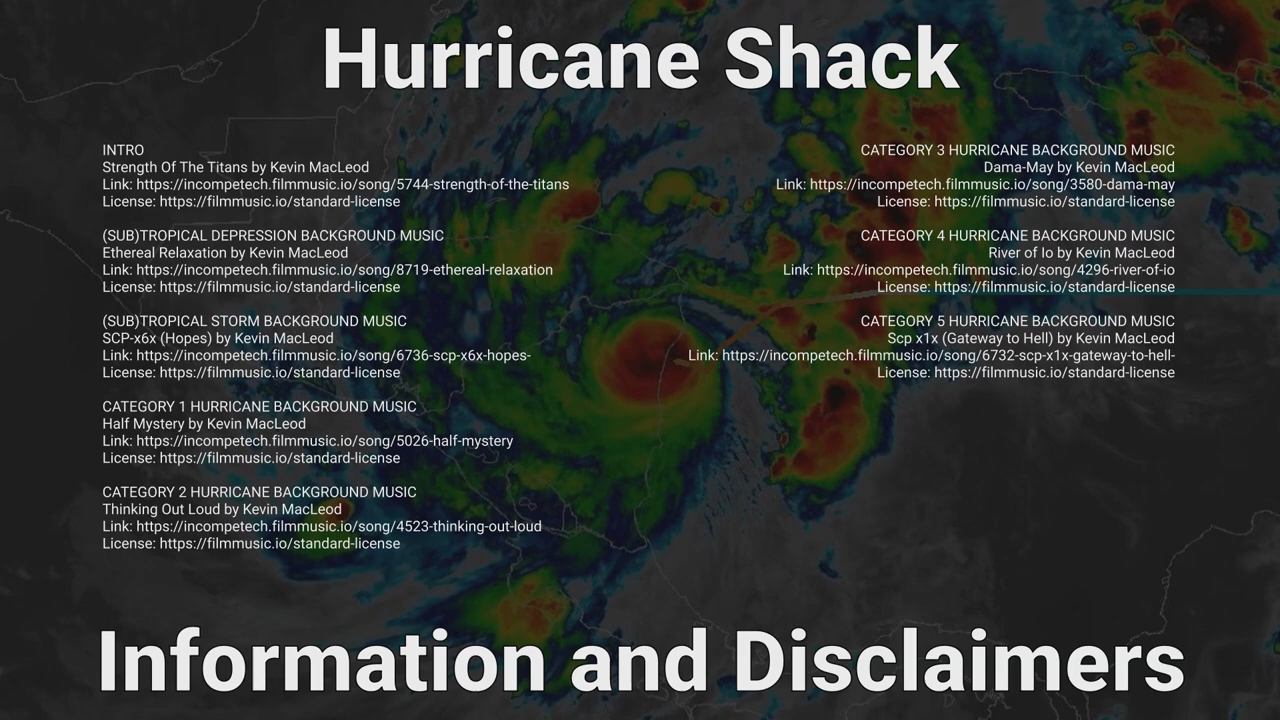 Hurricane Shack
INTRO
Strength Of The Titans by Kevin MacLeod
Link: https://incompetech.filmmusic.io/song/5744-strength-of-the-titans
License: https://filmmusic.io/standard-license
(SUB)TROPICAL DEPRESSION BACKGROUND MUSIC
Ethereal Relaxation by Kevin MacLeod
Link: https://incompetech.filmmusic.io/song/8719-ethereal-relaxation
License: https://filmmusic.io/standard-license
(SUB)TROPICAL STORM BACKGROUND MUSIC
SCP-x6x (Hopes) by Kevin MacLeod
Link: https://incompetech.filmmusic.io/song/6736-scp-x6x-hopes-
License: https://filmmusic.io/standard-license
CATEGORY 1 HURRICANE BACKGROUND MUSIC
Half Mystery by Kevin MacLeod
Link: https://incompetech.filmmusic.io/song/5026-half-mystery
License: https://filmmusic.io/standard-license
CATEGORY 2 HURRICANE BACKGROUND MUSIC
Thinking Out Loud by Kevin MacLeod
Link: https://incompetech.filmmusic.io/song/4523-thinking-out-loud
License: https://filmmusic.io/standard-license
CATEGORY 3 HURRICANE BACKGROUND MUSIC
Dama-May by Kevin MacLeod
Link: https://incompetech.filmmusic.io/song/3580-dama-may
License: https://filmmusic.io/standard-license
CATEGORY 4 HURRICANE BACKGROUND MUSIC
River of Io by Kevin MacLeod
Link: https://incompetech.filmmusic.io/song/4296-river-of-io
License: https://filmmusic.io/standard-license
CATEGORY 5 HURRICANE BACKGROUND MUSIC
Scp x1x (Gateway to Hell) by Kevin MacLeod
Link: https://incompetech.filmmusic.io/song/6732-scp-x1x-gateway-to-hell-
License: https://filmmusic.io/standard-license
Information and Disclaimers